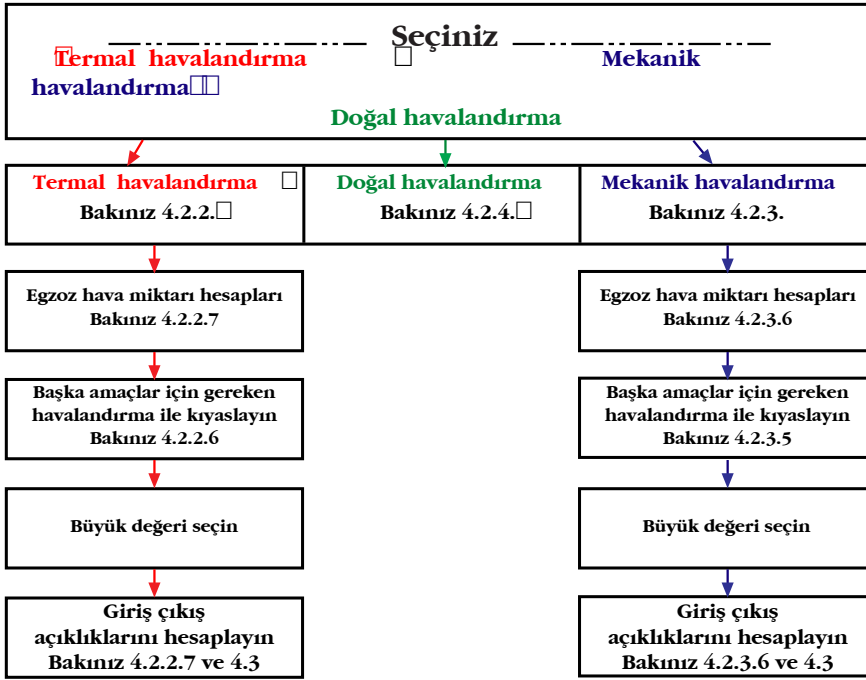 Seçiniz
Termal havalandırma Mekanik
havalandırma
Doğal havalandırma
Termal havalandırma
Bakınız 4.2.2.
Doğal havalandırma
Bakınız 4.2.4.
Mekanik havalandırma
Bakınız 4.2.3.
Egzoz hava miktarı hesapları
Bakınız 4.2.2.7
Egzoz hava miktarı hesapları
Bakınız 4.2.3.6
Başka amaçlar için gereken
havalandırma ile kıyaslayın
Bakınız 4.2.2.6
Başka amaçlar için gereken
havalandırma ile kıyaslayın
Bakınız 4.2.3.5
Büyük değeri seçin
Büyük değeri seçin
Giriş çıkış
açıklıklarını hesaplayın
Bakınız 4.2.2.7 ve 4.3
Giriş çıkış
açıklıklarını hesaplayın
Bakınız 4.2.3.6 ve 4.3